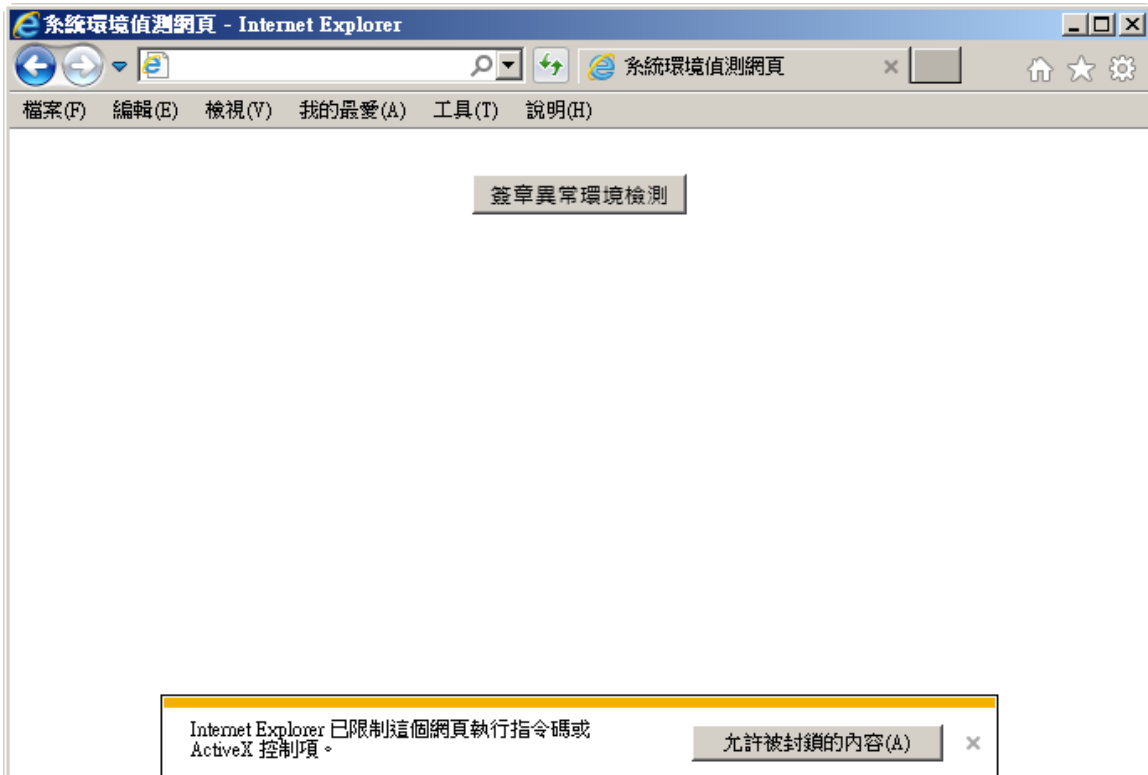 系統環境偵測網頁 - Internet Explorer
系統環境偵測網頁
檔案(F) 編輯(E) 檢視(V) 我的最愛(A) 工具(T) 說明(H)
簽章異常環境檢測
Internet Explorer 已限制這個網頁執行指令碼或
ActiveX 控制項。
允許被封鎖的內容(A)